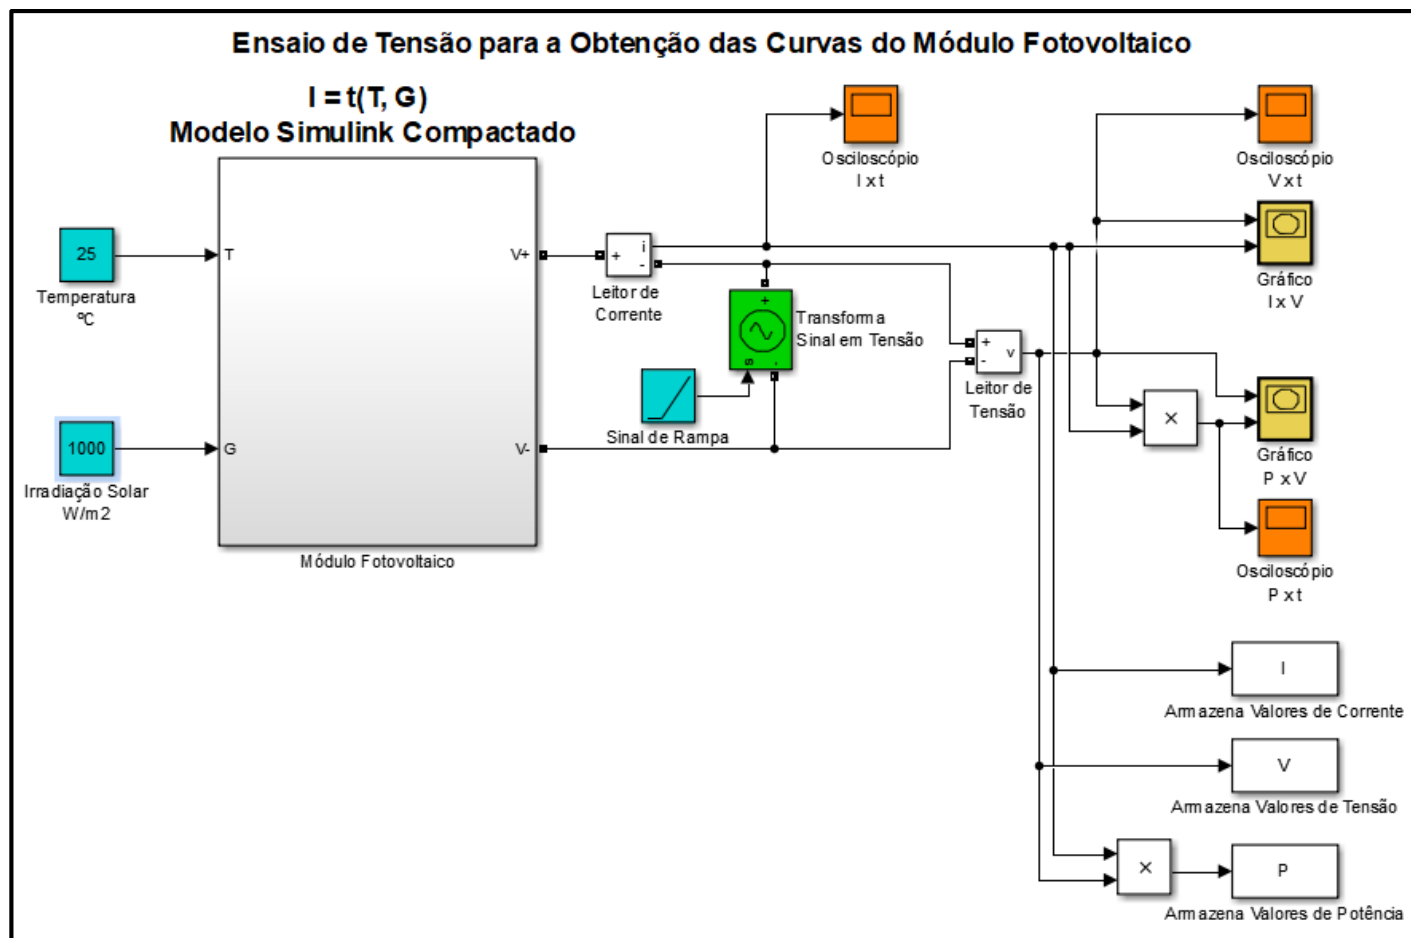 Ensaio de Tensão para a Obtenção das Curvas do Módulo Fotovoltaico
I = t(T, G)
Modelo Simulink Compactado
Osciloscópio
I x t
Osciloscópio
V x t
25
T
V+
+
i
-
Temperatura
ºC
Leitor de
Corrente
Gráfico
I x V
+
s
-
Transforma
Sinal em Tensão
+
-
v
Leitor de
Tensão
Sinal de Rampa
×
Gráfico
P x V
1000
G
V-
Irradiação Solar
W/m2
Módulo Fotovoltaico
Osciloscópio
P x t
I
Armazena Valores de Corrente
V
Armazena Valores de Tensão
×
P
Armazena Valores de Potência